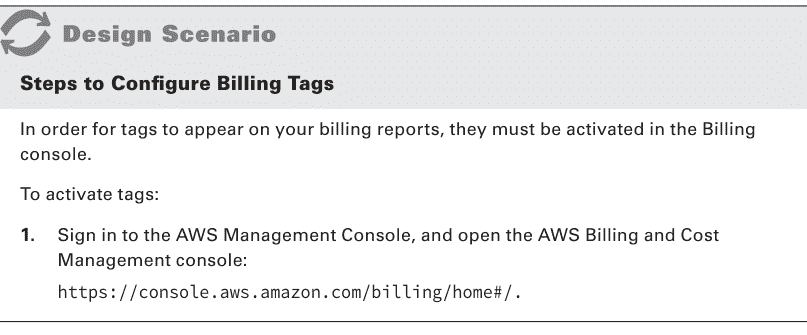 Design Scenario
Steps to Configure Billing Tags
In order for tags to appear on your billing reports, they must be activated in the Billing
console.
To activate tags:
1. Sign in to the AWS Management Console, and open the AWS Billing and Cost
Management console:
https://console.aws.amazon.com/billing/home#/.